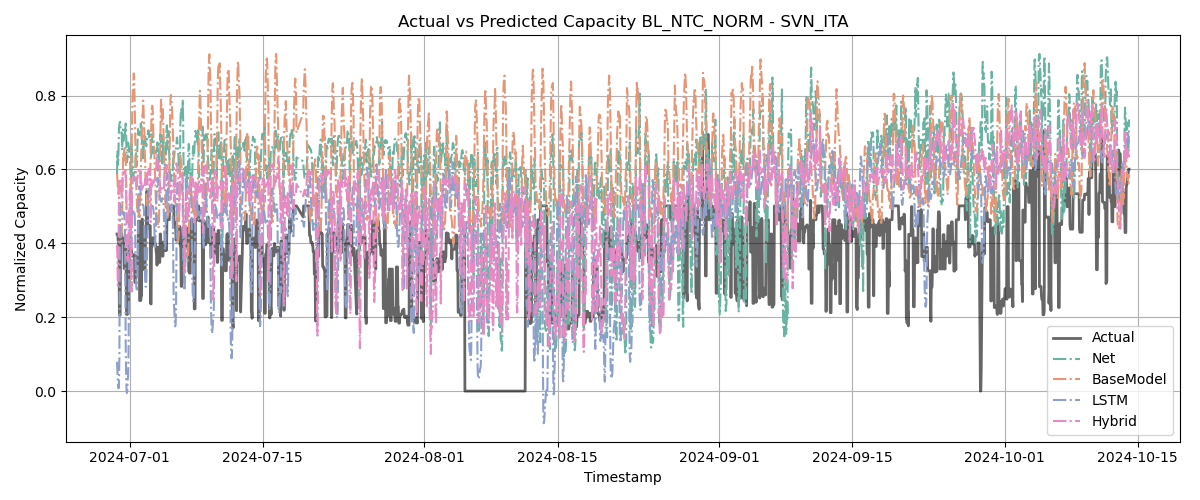 Actual vs Predicted Capacity BL_NTC_NORM - SVN_ITA
Normalized Capacity
0.8
0.6
0.4
0.2
0.0
Actual
Net
BaseModel
LSTM
Hybrid
2024-07-01 2024-07-15 2024-08-01 2024-08-15 2024-09-01 2024-09-15 2024-10-01 2024-10-15
Timestamp